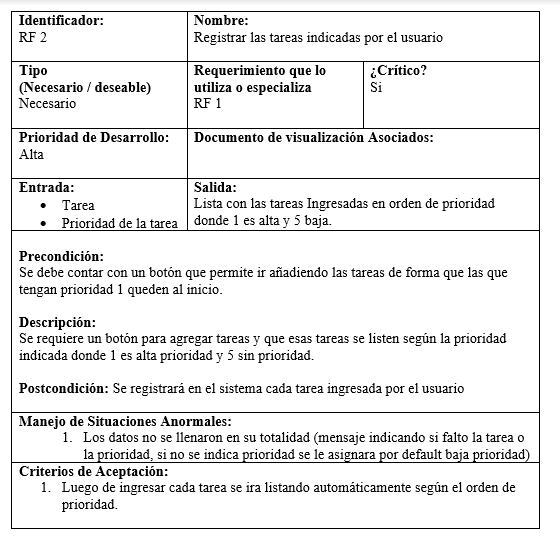 Identificador:
RF 2
Nombre:
Registrar las tareas indicadas por el usuario
Tipo
(Necesario / deseable)
Necesario
Requerimiento que lo
utiliza o especializa
RF 1
¿Crítico?
Si
Prioridad de Desarrollo:
Alta
Documento de visualización Asociados:
Entrada:
• Tarea
• Prioridad de la tarea
Salida:
Lista con las tareas Ingresadas en orden de prioridad
donde 1 es alta y 5 baja.
Precondición:
Se debe contar con un botón que permite ir añadiendo las tareas de forma que las que
tengan prioridad 1 queden al inicio.
Descripción:
Se requiere un botón para agregar tareas y que esas tareas se listen según la prioridad
indicada donde 1 es alta prioridad y 5 sin prioridad.
Postcondición: Se registrará en el sistema cada tarea ingresada por el usuario
Manejo de Situaciones Anormales:
1. Los datos no se llenaron en su totalidad (mensaje indicando si falto la tarea o
la prioridad, si no se indica prioridad se le asignara por default baja prioridad)
Criterios de Aceptación:
1. Luego de ingresar cada tarea se ira listando automáticamente según el orden de
prioridad.